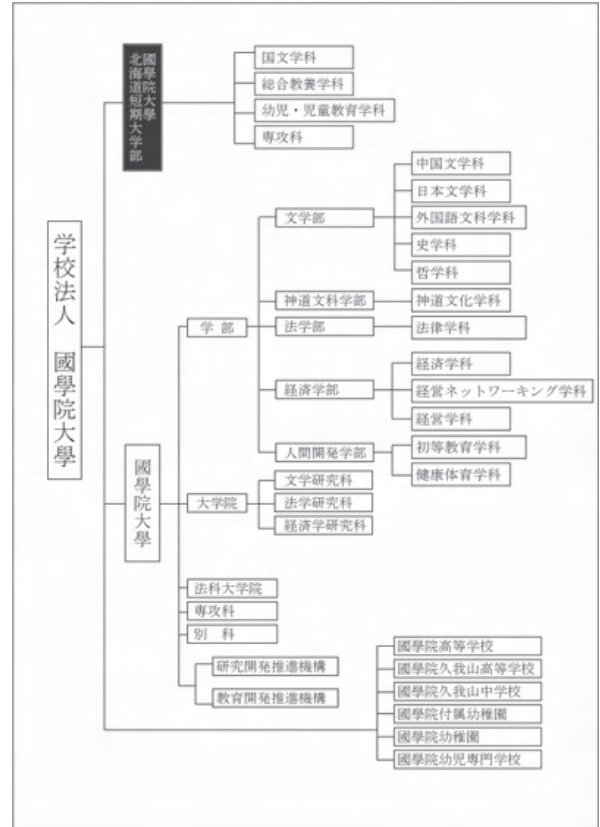 学校法人 國學院大學
國學院大學
北海道短期大学部
国文学科
総合教養学科
幼児・児童教育学科
専攻科
國學院大學
学 部
文学部
中国文学科
日本文学科
外国語文科学科
史学科
哲学科
神道文科学部
神道文化学科
法学部
法律学科
経済学部
経済学科
経営ネットワーキング学科
経営学科
人間開発学部
初等教育学科
健康体育学科
大学院
文学研究科
法学研究科
経済学研究科
法科大学院
専攻科
別 科
研究開発推進機構
教育開発推進機構
國學院高等学校
國學院久我山高等学校
國學院久我山中学校
國學院付属幼稚園
國學院幼稚園
國學院幼児専門学校